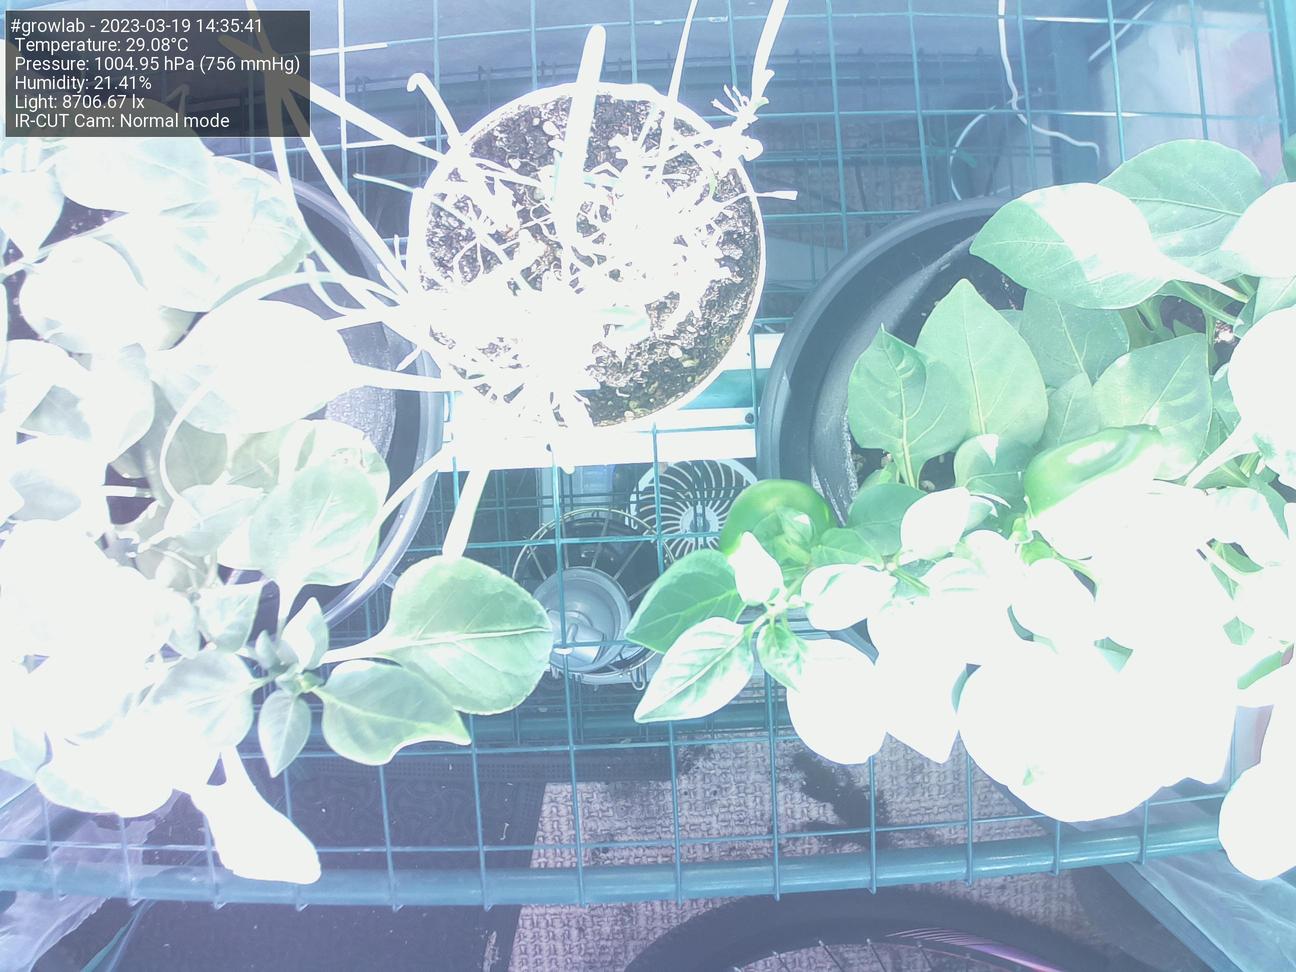 #growlab - 2023-03-19 14:35:41
Temperature: 29.08°C
Pressure: 1004.95 hPa (756 mmHg)
Humidity: 21.41%
Light: 8706.67 lx
IR-CUT Cam: Normal mode